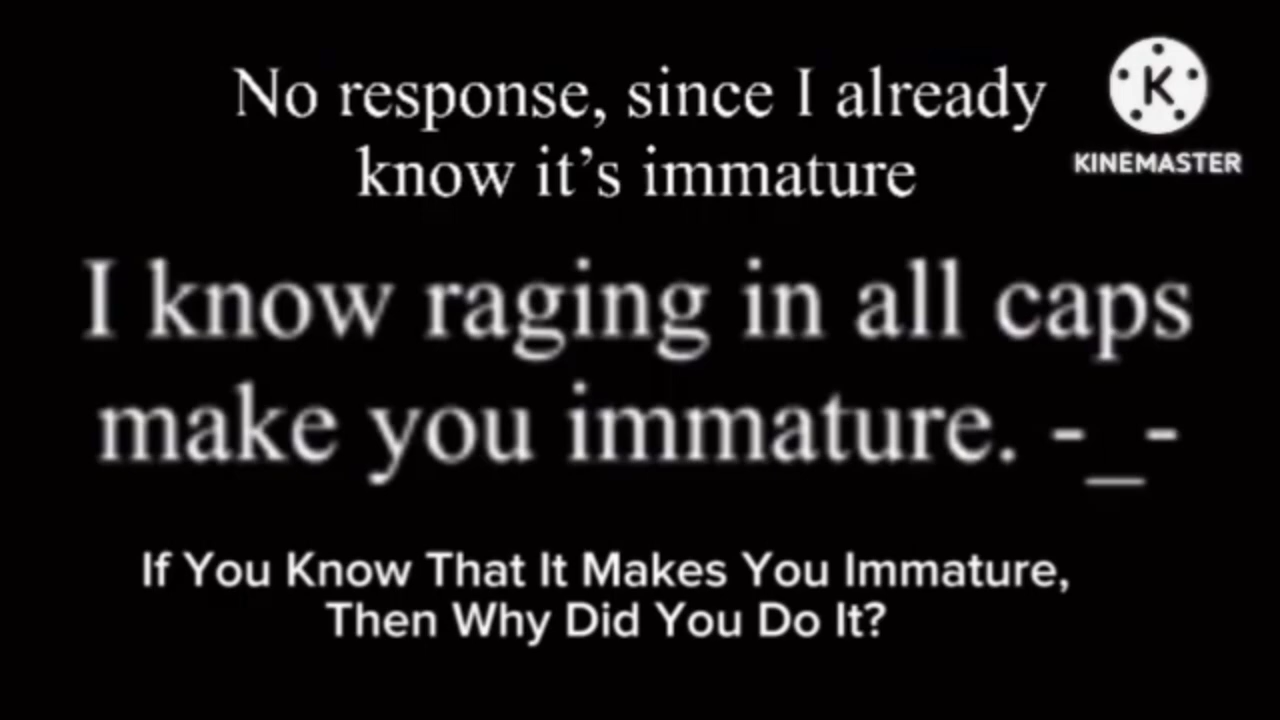 No response, since I already
know it’s immature
KINEMASTER
I know raging in all caps
make you immature. -_-
If You Know That It Makes You Immature,
Then Why Did You Do It?